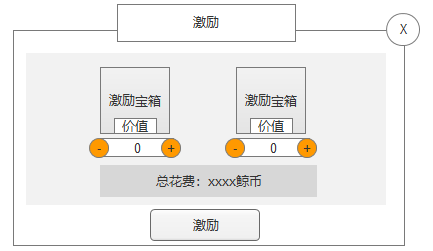 激励
X
激励宝箱 激励宝箱
价值 价值
- 0 + - 0 +
总花费：xxxx鲸币
激励